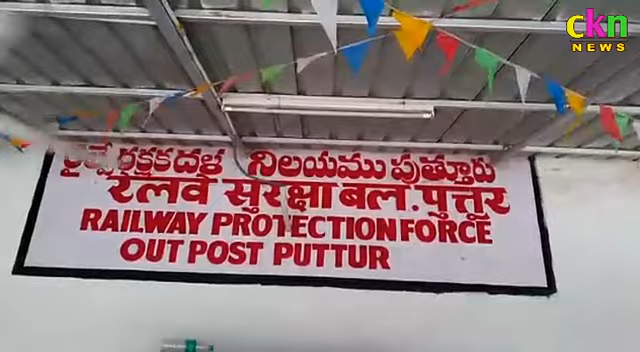 ckn
NEWS
రైల్వే రక్షకదళ నిలయము పుత్తూరు
रेलवे सुरक्षा बल. पुत्तूर
RAILWAY PROTECTION FORCE
OUT POST PUTTUR